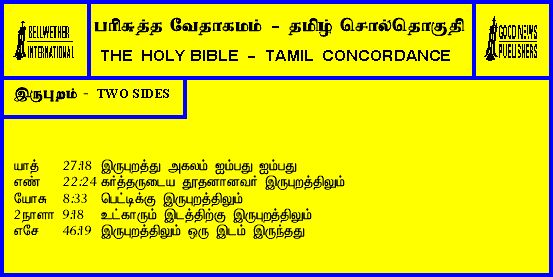 BELLWETHER
INTERNATIONAL
பரிசுத்த வேதாகமம் - தமிழ் சொல்தொகுதி
THE HOLY BIBLE - TAMIL CONCORDANCE
GOOD NEWS
PUBLISHERS
இருபுறம் - TWO SIDES
யாத் 27:18 இருபுறத்து அகலம் ஐம்பது ஐம்பது
எண் 22:24 கர்த்தருடைய தூதனானவர் இருபுறத்திலும்
யோசு 8:33 பெட்டிக்கு இருபுறத்திலும்
2நாளா 9:18 உட்காரும் இடத்திற்கு இருபுறத்திலும்
எசே 46:19 இருபுறத்திலும் ஒரு இடம் இருந்தது